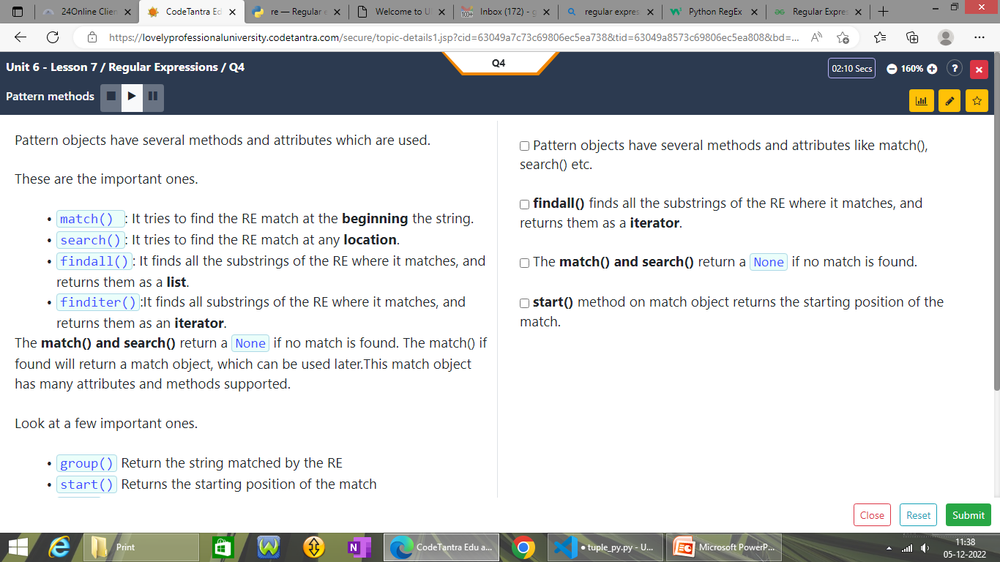 24Online Clien
CodeTantra Ed
re — Regular e
Welcome to U
Inbox (172) - g
regular expres
Python RegEx
Regular Expre
https://lovelyprofessionaluniversity.codetantra.com/secure/topic-details1.jsp?cid=63049a7c73c69806ec5ea738&tid=63049a8573c69806ec5ea808&bd=...
Unit 6 - Lesson 7 / Regular Expressions / Q4
Q4
02:10 Secs
160%
?
Pattern methods
Pattern objects have several methods and attributes which are used.
These are the important ones.
• match() : It tries to find the RE match at the beginning the string.
• search() : It tries to find the RE match at any location.
• findall() : It finds all the substrings of the RE where it matches, and
returns them as a list.
• finditer() :It finds all substrings of the RE where it matches, and
returns them as an iterator.
The match() and search() return a None if no match is found. The match() if
found will return a match object, which can be used later.This match object
has many attributes and methods supported.
Look at a few important ones.
• group() Return the string matched by the RE
• start() Returns the starting position of the match
Pattern objects have several methods and attributes like match(),
search() etc.
findall() finds all the substrings of the RE where it matches, and
returns them as a iterator.
The match() and search() return a None if no match is found.
start() method on match object returns the starting position of the
match.
Close
Reset
Submit
Print
CodeTantra Edu a...
• tuple_py.py - U...
Microsoft PowerP...
11:38
05-12-2022